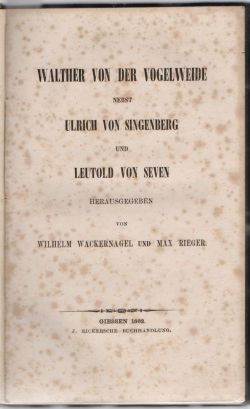 WALTHER VON DER VOGELWEIDE
NEBST
ULRICH VON SINGENBERG
UND
LEUTOLD VON SEVEN
HERAUSGEGEBEN
VON
WILHELM WACKERNAGEL UND MAX RIEGER.
GIESSEN 1862.
J. RICKERSCHE BUCHHANDLUNG.